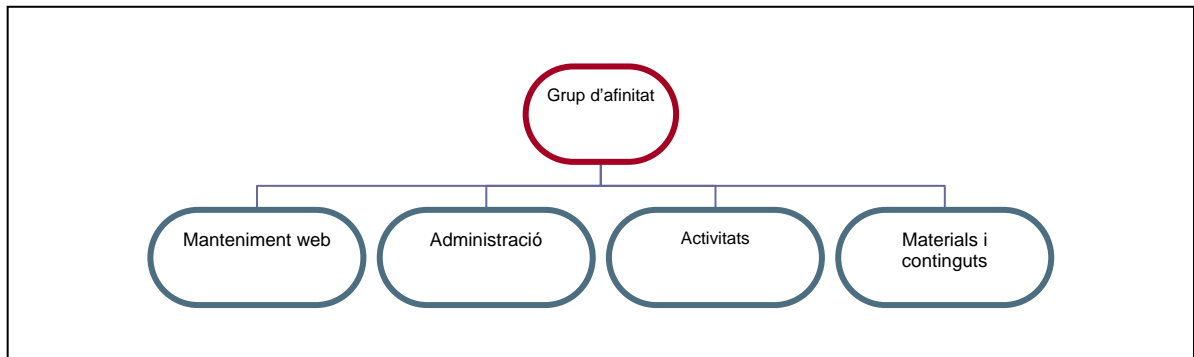 Grup d’afinitat
Manteniment web
Administració
Activitats
Materials i
continguts